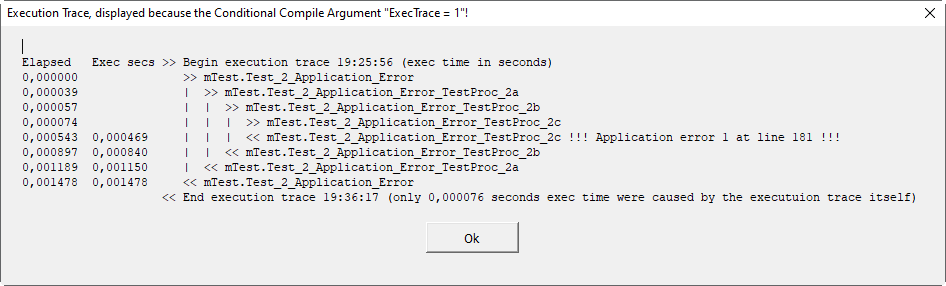 Execution Trace, displayed because the Conditional Compile Argument "ExecTrace = 1"!
Elapsed   Exec secs >> Begin execution trace 19:25:56 (exec time in seconds)
0,000000               >> mTest.Test_2_Application_Error
0,000039               |  >> mTest.Test_2_Application_Error_TestProc_2a
0,000057               |  |  >> mTest.Test_2_Application_Error_TestProc_2b
0,000074               |  |  |  >> mTest.Test_2_Application_Error_TestProc_2c
0,000543  0,000469     |  |  |  << mTest.Test_2_Application_Error_TestProc_2c !!! Application error 1 at line 181 !!!
0,000897  0,000840     |  |  << mTest.Test_2_Application_Error_TestProc_2b
0,001189  0,001150     |  << mTest.Test_2_Application_Error_TestProc_2a
0,001478  0,001478     << mTest.Test_2_Application_Error
<< End execution trace 19:36:17 (only 0,000076 seconds exec time were caused by the executuion trace itself)
Ok